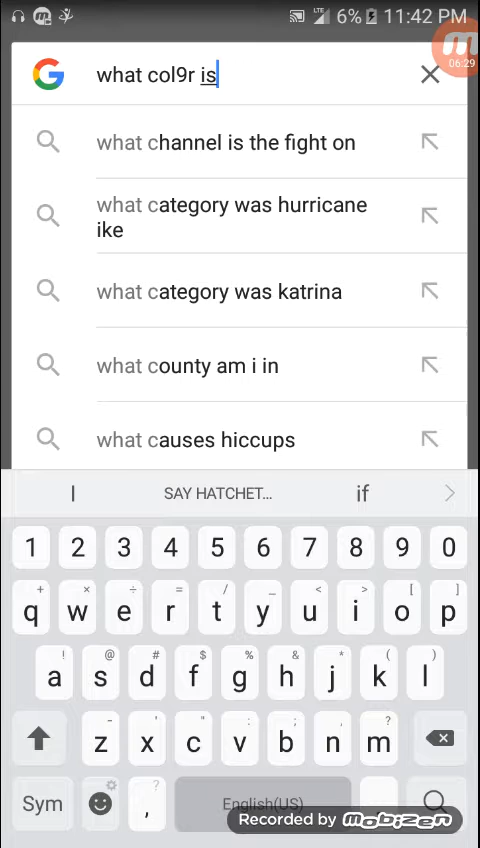 LTE 6% 11:42 PM
06:29
what col9r is
what channel is the fight on
what category was hurricane
ike
what category was katrina
what county am i in
what causes hiccups
I SAY HATCHET... if
1 2 3 4 5 6 7 8 9 0
+ × ÷ = / _ < > [ ]
q w e r t y u i o p
! @ # $ % & * ( )
a s d f g h j k l
- ' " : ; , ?
z x c v b n m
?
Sym , English(US)
Recorded by Mobizen